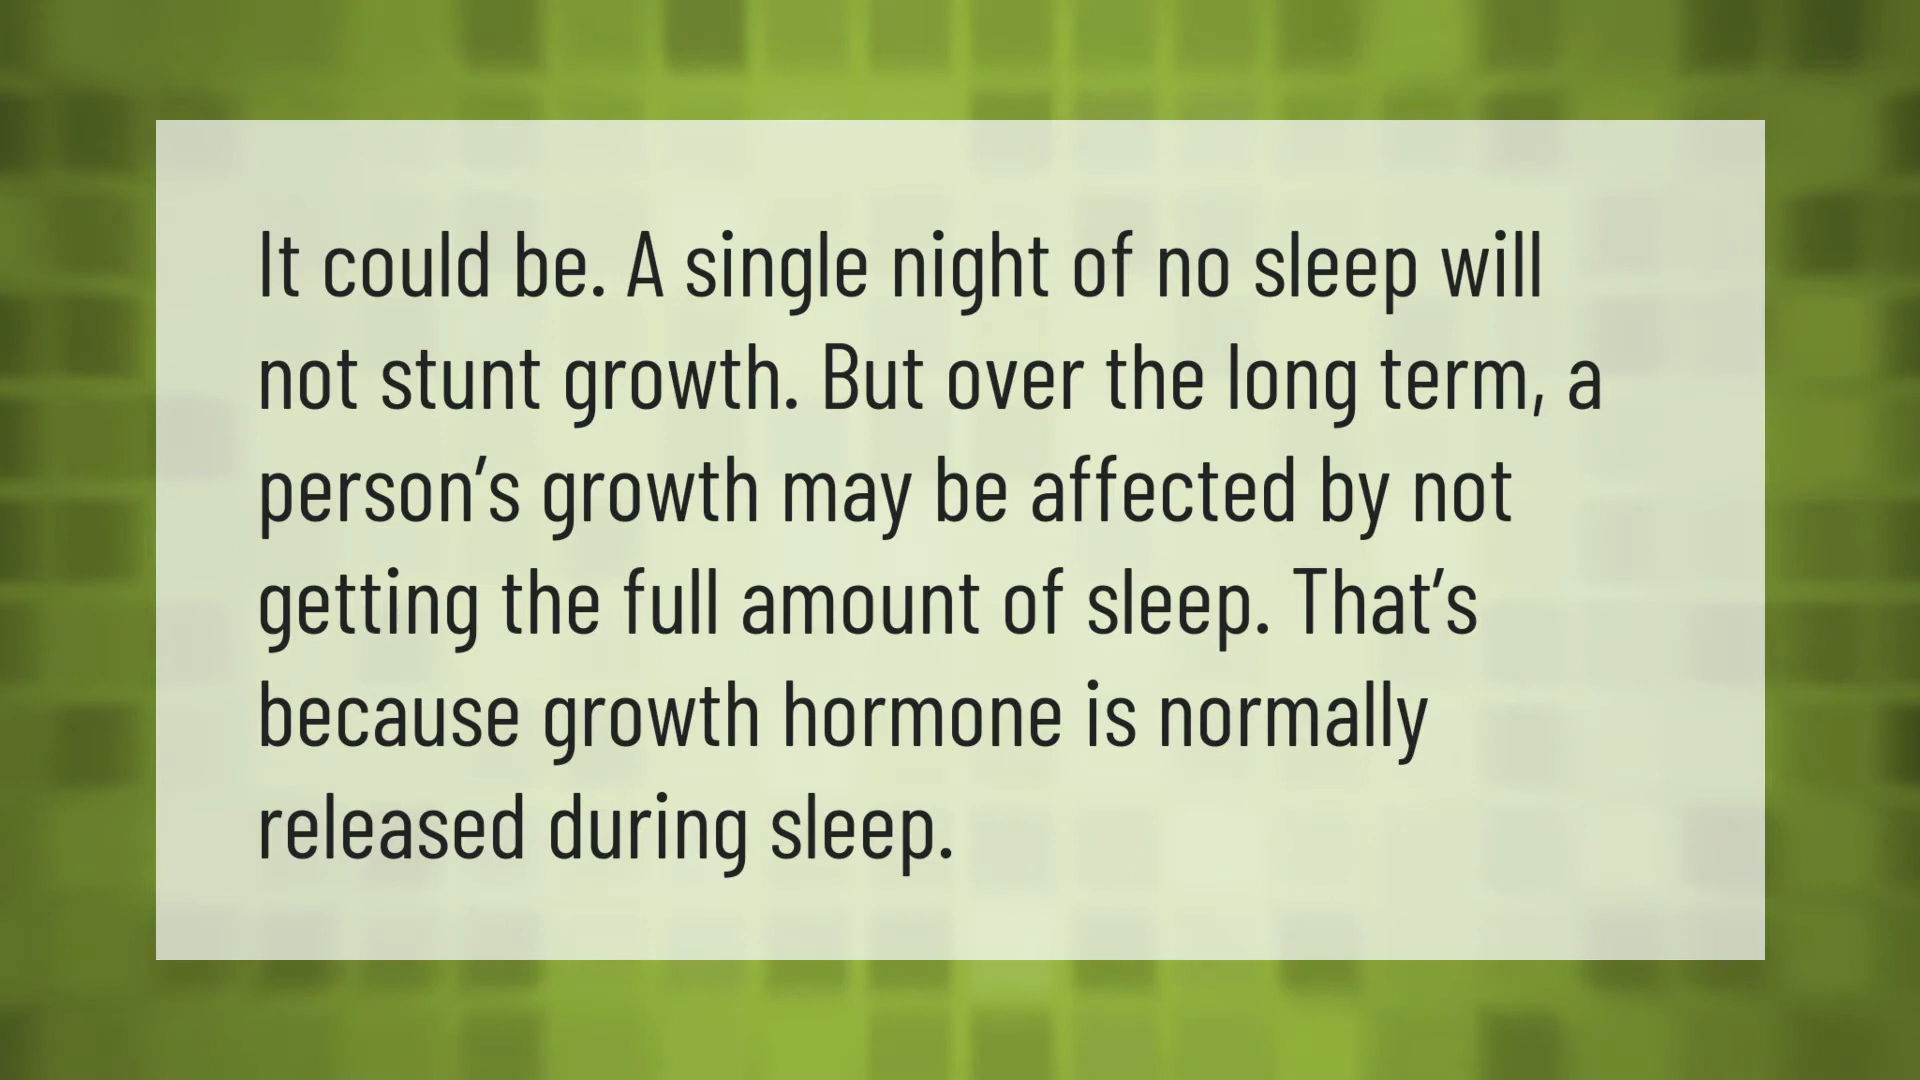 It could be. A single night of no sleep will
not stunt growth. But over the long term, a
person’s growth may be affected by not
getting the full amount of sleep. That’s
because growth hormone is normally
released during sleep.